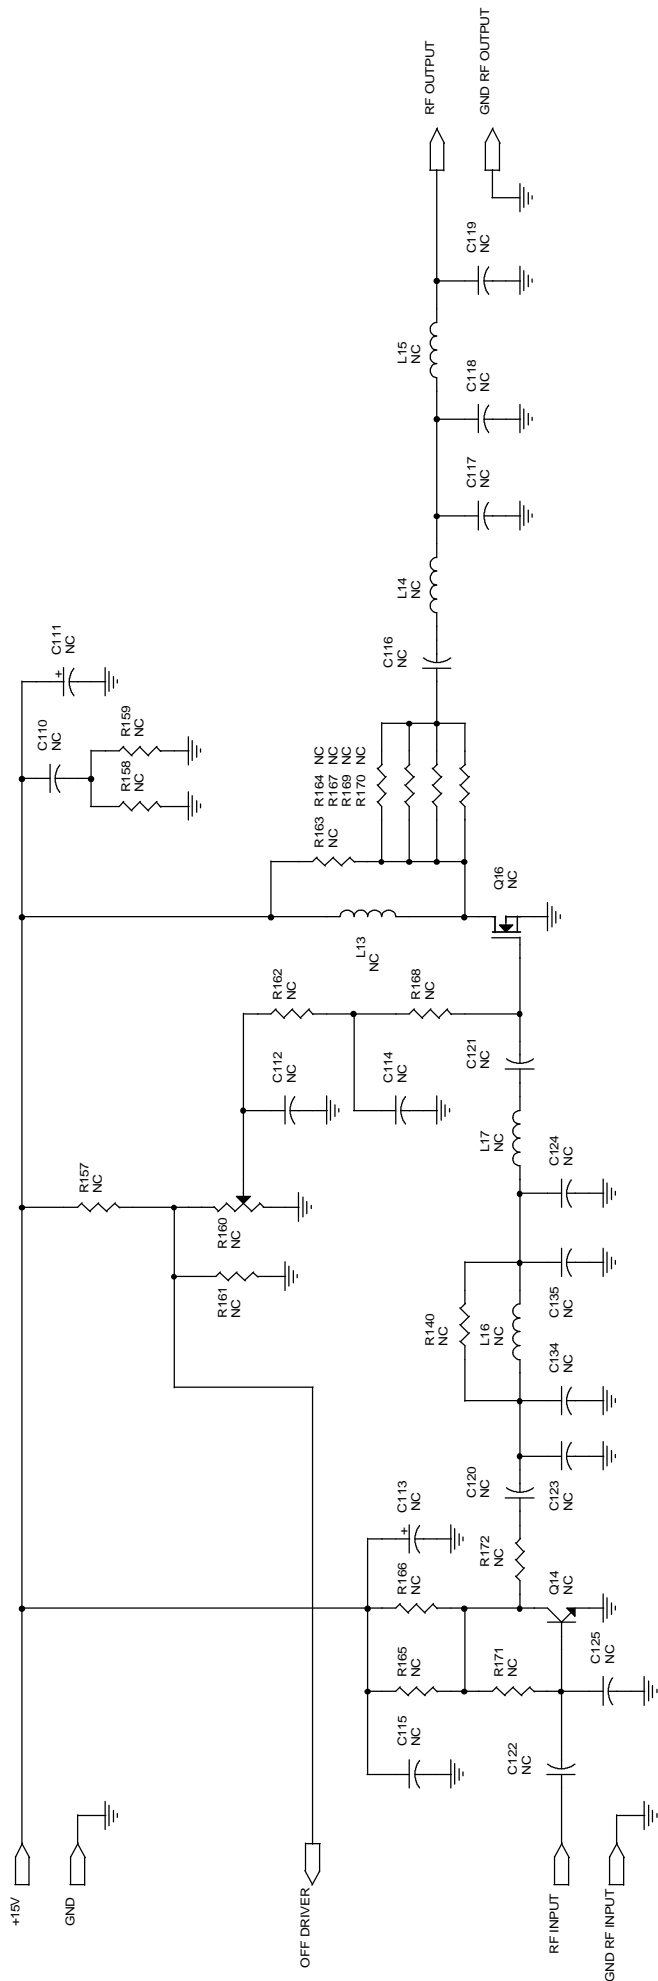 +15V
GND
OFF DRIVER
RF INPUT
GND RF INPUT
C115
NC
R165
NC
R166
NC
C113
NC
+
R171
NC
C122
NC
C125
NC
Q14
NC
R172
NC
C120
NC
C123
NC
C134
NC
L16
NC
R140
NC
C135
NC
C124
NC
L17
NC
C121
NC
R161
NC
R160
NC
R157
NC
C112
NC
R162
NC
C114
NC
R168
NC
L13
NC
Q16
NC
R163
NC
R164 NC
R167 NC
R169 NC
R170 NC
R158
NC
R159
NC
C110
NC
C111
NC
+
C116
NC
L14
NC
C117
NC
C118
NC
L15
NC
C119
NC
RF OUTPUT
GND RF OUTPUT